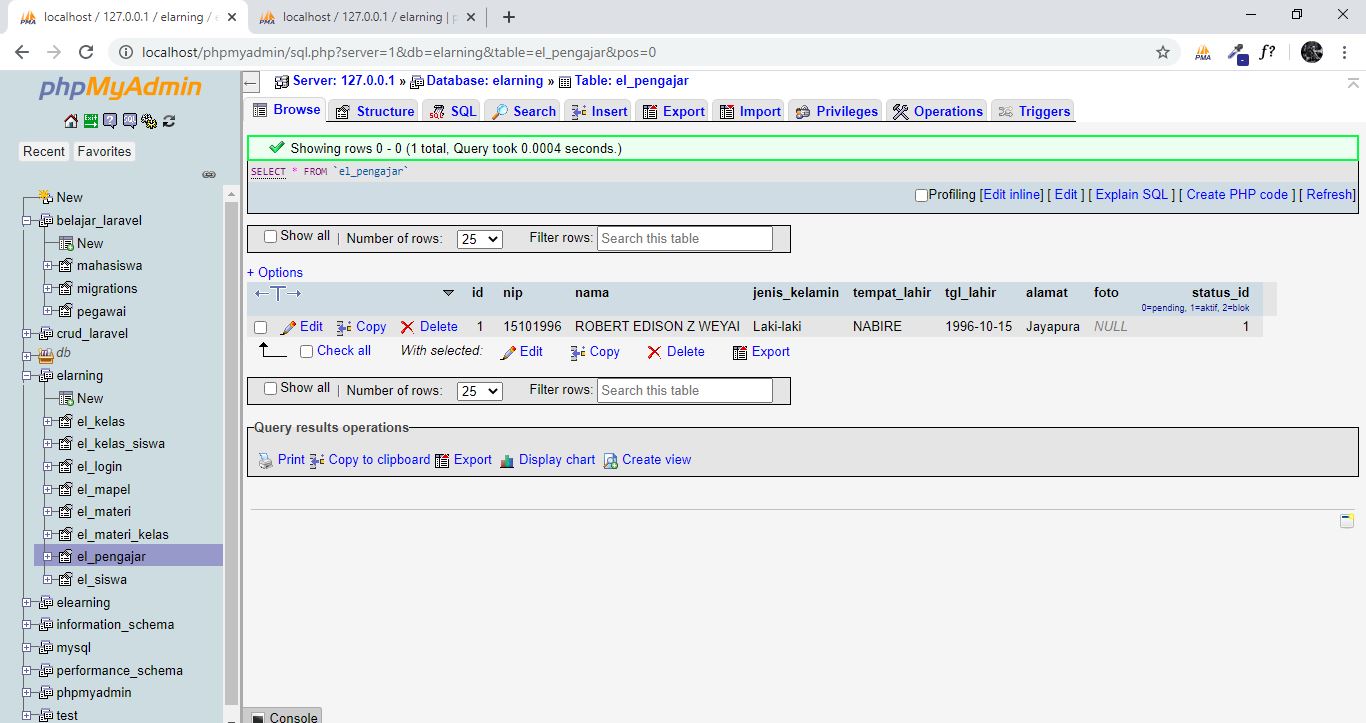 localhost / 127.0.0.1 / elarning /
localhost / 127.0.0.1 / elarning | p
localhost/phpmyadmin/sql.php?server=1&db=elarning&table=el_pengajar&pos=0
PMA
f?
phpMyAdmin
Recent Favorites
New
belajar_laravel
New
mahasiswa
migrations
pegawai
crud_laravel
db
elarning
New
el_kelas
el_kelas_siswa
el_login
el_mapel
el_materi
el_materi_kelas
el_pengajar
el_siswa
elearning
information_schema
mysql
performance_schema
phpmyadmin
test
Server: 127.0.0.1 » Database: elarning » Table: el_pengajar
Browse Structure SQL Search Insert Export Import Privileges Operations Triggers
Showing rows 0 - 0 (1 total, Query took 0.0004 seconds.)
SELECT * FROM `el_pengajar`
Profiling [Edit inline] [ Edit ] [ Explain SQL ] [ Create PHP code ] [ Refresh]
Show all | Number of rows: 25 Filter rows: Search this table
+ Options
←T→ id nip nama jenis_kelamin tempat_lahir tgl_lahir alamat foto status_id
0=pending, 1=aktif, 2=blok
Edit Copy Delete 1 15101996 ROBERT EDISON Z WEYAI Laki-laki NABIRE 1996-10-15 Jayapura NULL 1
Check all With selected: Edit Copy Delete Export
Show all | Number of rows: 25 Filter rows: Search this table
Query results operations
Print Copy to clipboard Export Display chart Create view
Console